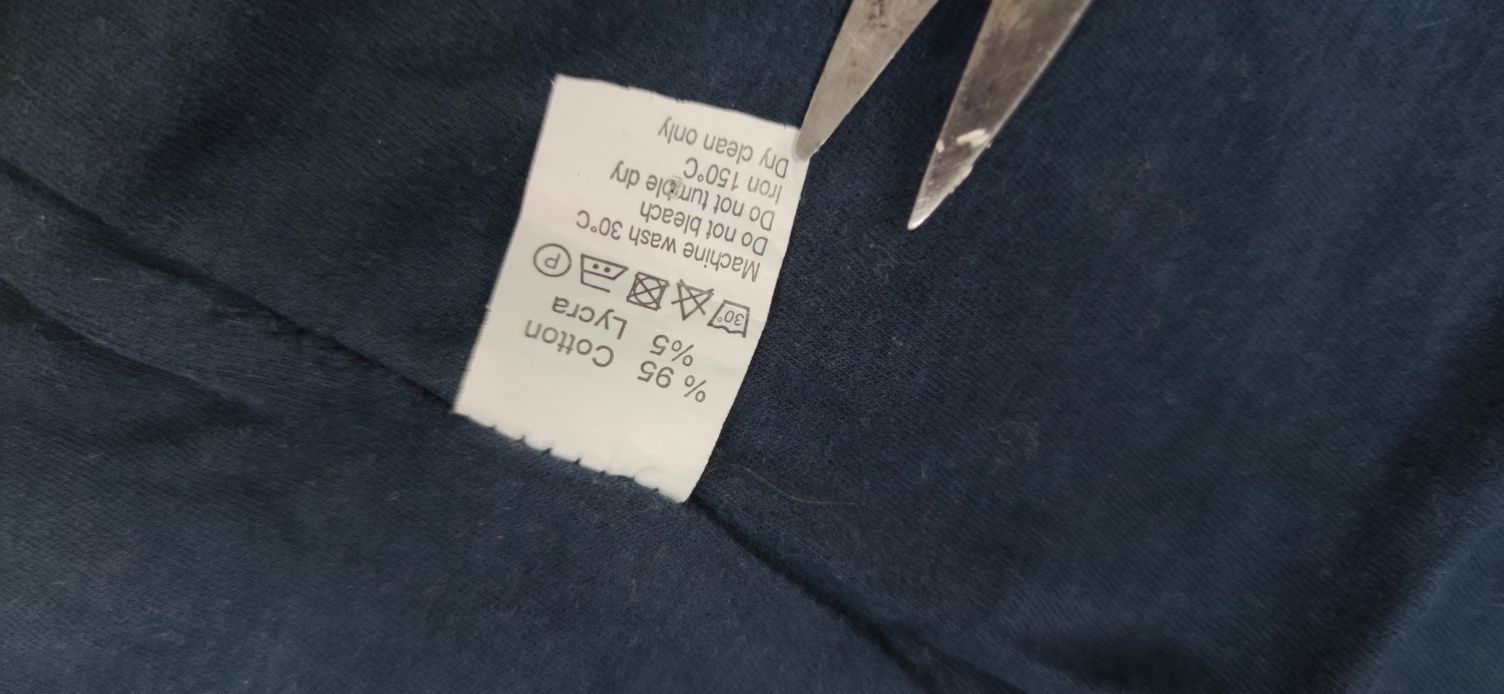 % 95 Cotton
%5 Lycra
30°
P
Machine wash 30°C
Do not bleach
Do not tumble dry
Iron 150°C
Dry clean only